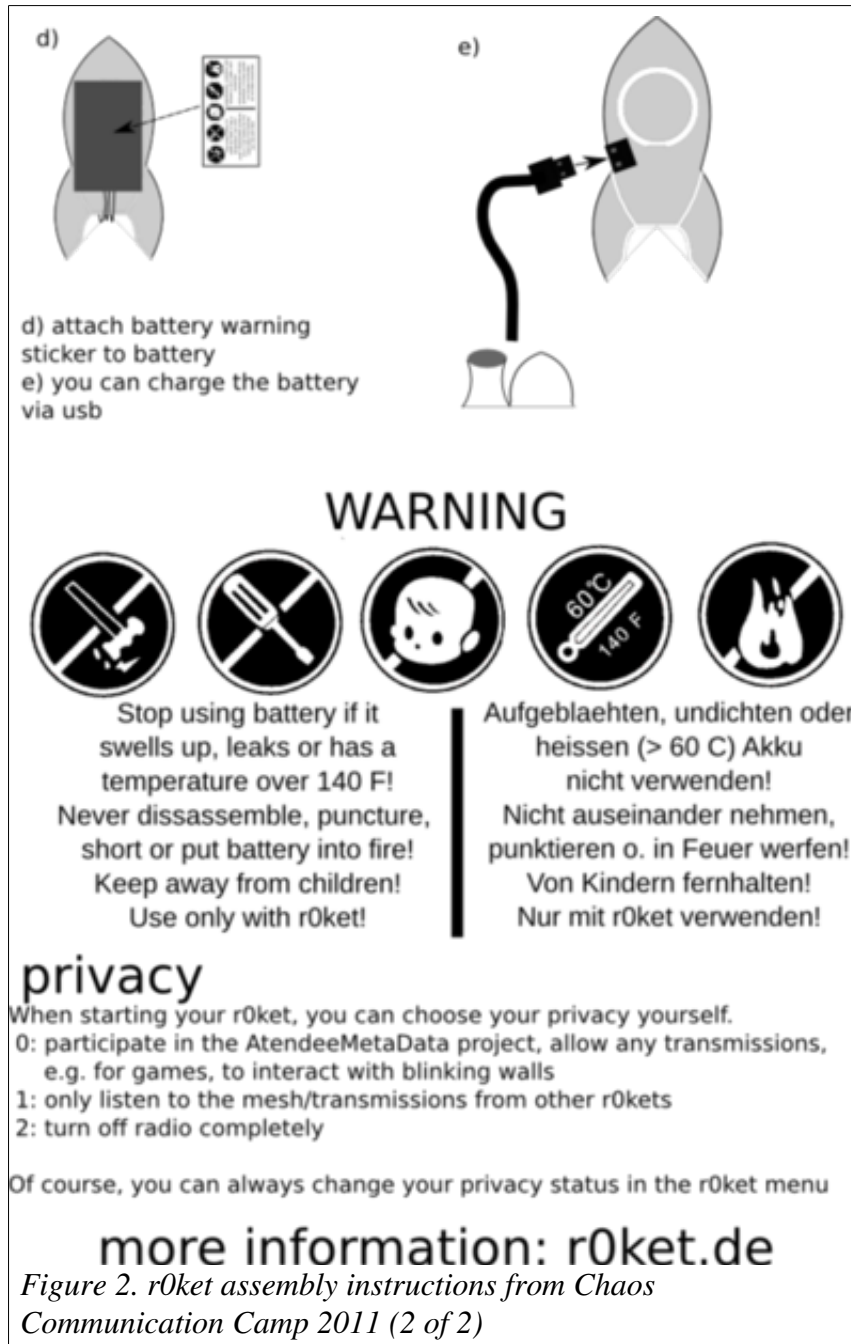 d)
e)
d) attach battery warning
sticker to battery
e) you can charge the battery
via usb
WARNING
60°C
140 F
Stop using battery if it
swells up, leaks or has a
temperature over 140 F!
Never dissassemble, puncture,
short or put battery into fire!
Keep away from children!
Use only with r0ket!
Aufgeblaehten, undichten oder
heissen (> 60 C) Akku
nicht verwenden!
Nicht auseinander nehmen,
punktieren o. in Feuer werfen!
Von Kindern fernhalten!
Nur mit r0ket verwenden!
privacy
When starting your r0ket, you can choose your privacy yourself.
0: participate in the AtendeeMetaData project, allow any transmissions,
e.g. for games, to interact with blinking walls
1: only listen to the mesh/transmissions from other r0kets
2: turn off radio completely
Of course, you can always change your privacy status in the r0ket menu
more information: r0ket.de
Figure 2. r0ket assembly instructions from Chaos
Communication Camp 2011 (2 of 2)